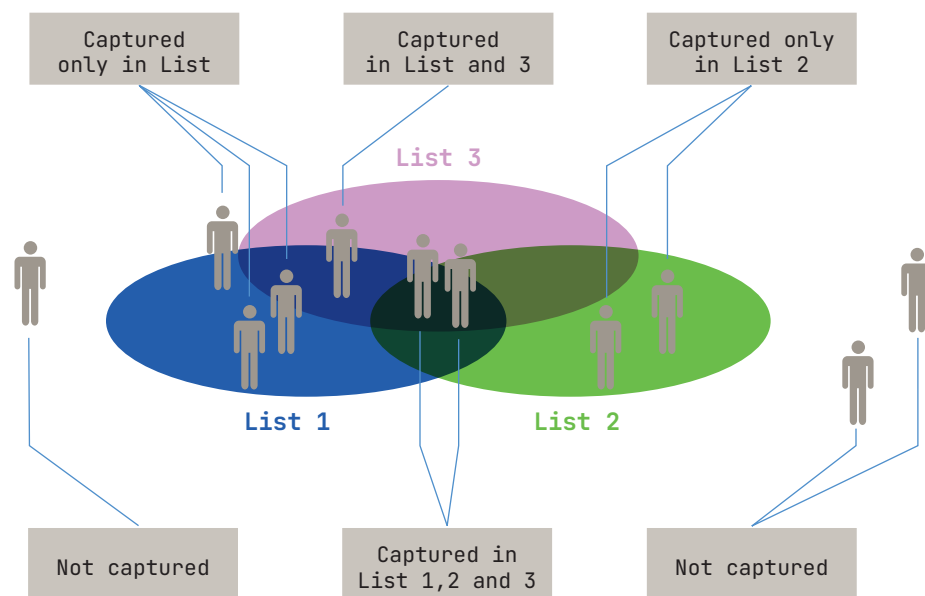 Captured
only in List
Captured
in List and 3
Captured only
in List 2
List 3
List 1
List 2
Not captured
Captured in
List 1,2 and 3
Not captured